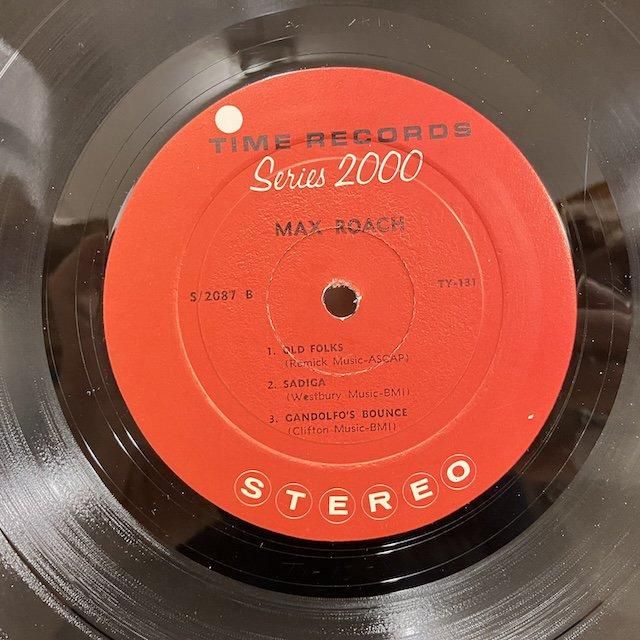 TIME RECORDS
Series 2000
MAX ROACH
S/2087 B
TY-131
1. OLD FOLKS
(Remick Music-ASCAP)
2. SADIGA
(Westbury Music-BMI)
3. GANDOLFO'S BOUNCE
(Clifton Music-BMI)
STEREO